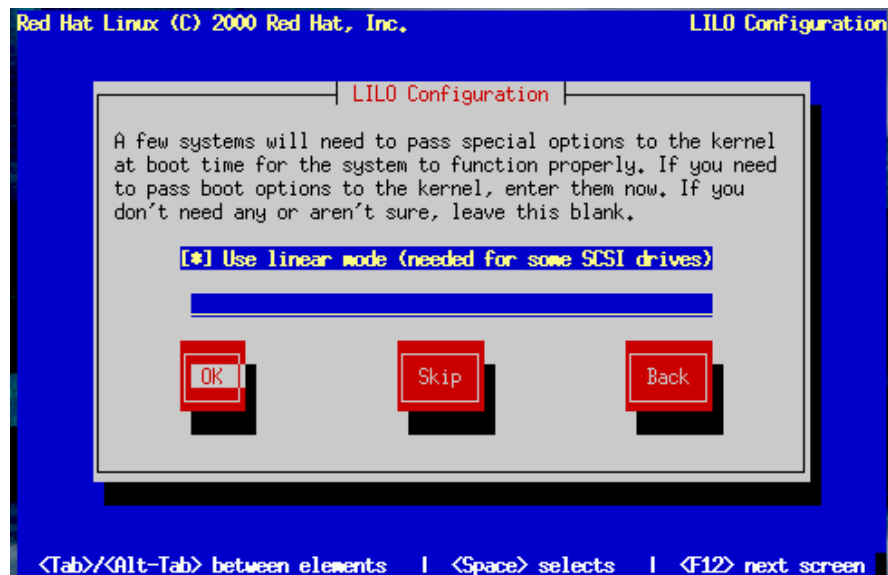 Red Hat Linux (C) 2000 Red Hat, Inc. LILO Configuration
LILO Configuration
A few systems will need to pass special options to the kernel
at boot time for the system to function properly. If you need
to pass boot options to the kernel, enter them now. If you
don't need any or aren't sure, leave this blank.
[*] Use linear mode (needed for some SCSI drives)
OK Skip Back
<Tab>/<Alt-Tab> between elements | <Space> selects | <F12> next screen